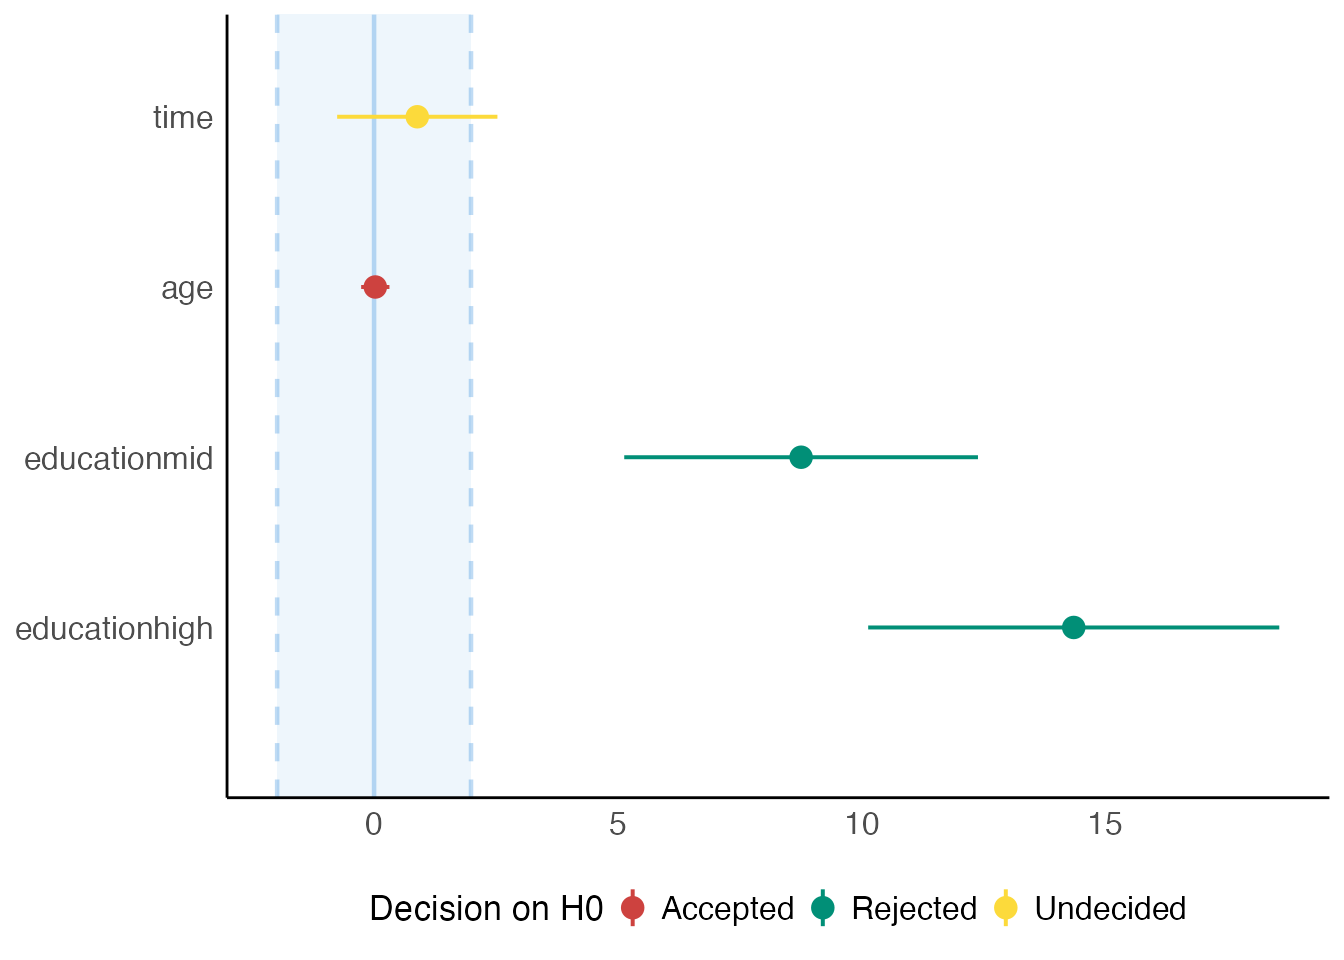 time
age
educationmid
educationhigh
0 5 10 15
Decision on H0 Accepted Rejected Undecided